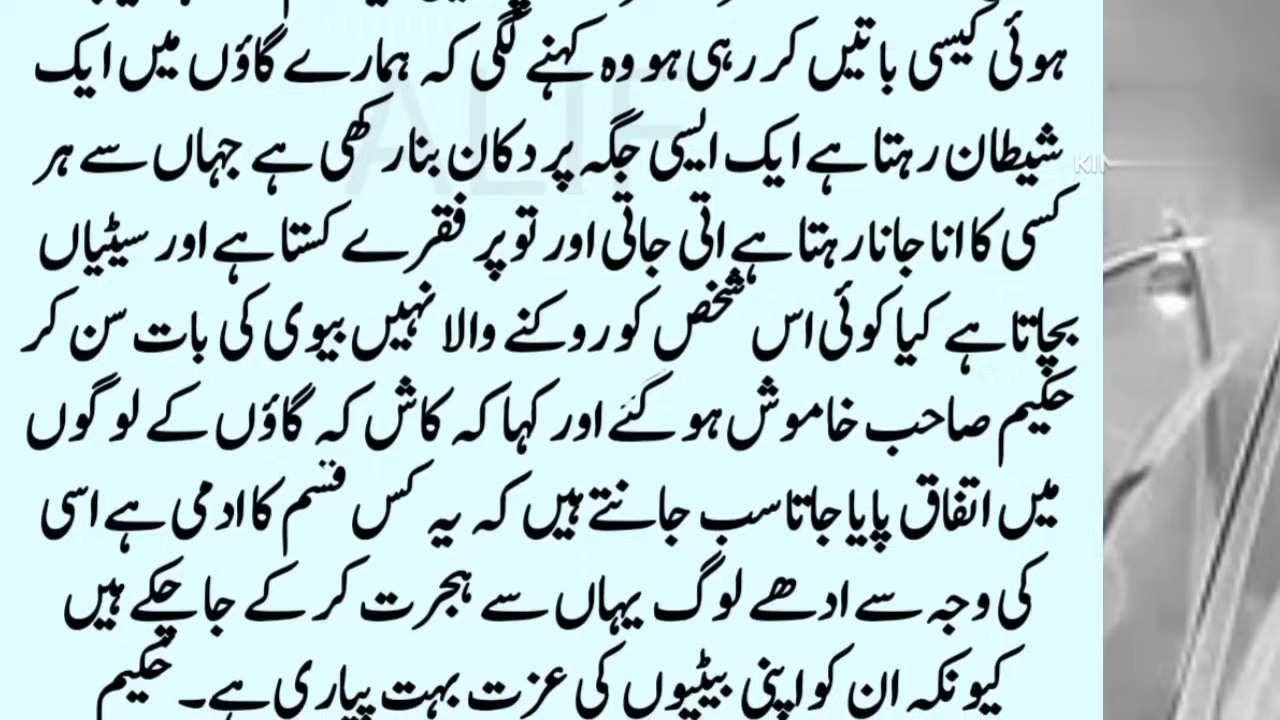 ہوئی کیسی باتیں کر رہی ہو وہ کہنے لگی کہ ہمارے گاؤں میں ایک
شیطان رہتا ہے ایک ایسی جگہ پر دکان بنا رکھی ہے جہاں سے ہر
کسی کا انا جانا رہتا ہے اتی جاتی اور تو پر فقرے کستا ہے اور سیٹیاں
بجاتا ہے کیا کوئی اس شخص کو روکنے والا نہیں بیوی کی بات سن کر
حکیم صاحب خاموش ہو گئے اور کہا کہ کاش کہ گاؤں کے لوگوں
میں اتفاق پایا جاتا سب جانتے ہیں کہ یہ کس قسم کا ادمی ہے اسی
کی وجہ سے ادھے لوگ یہاں سے ہجرت کر کے جا چکے ہیں
کیونکہ ان کو اپنی بیٹیوں کی عزت بہت پیاری ہے۔ حکیم